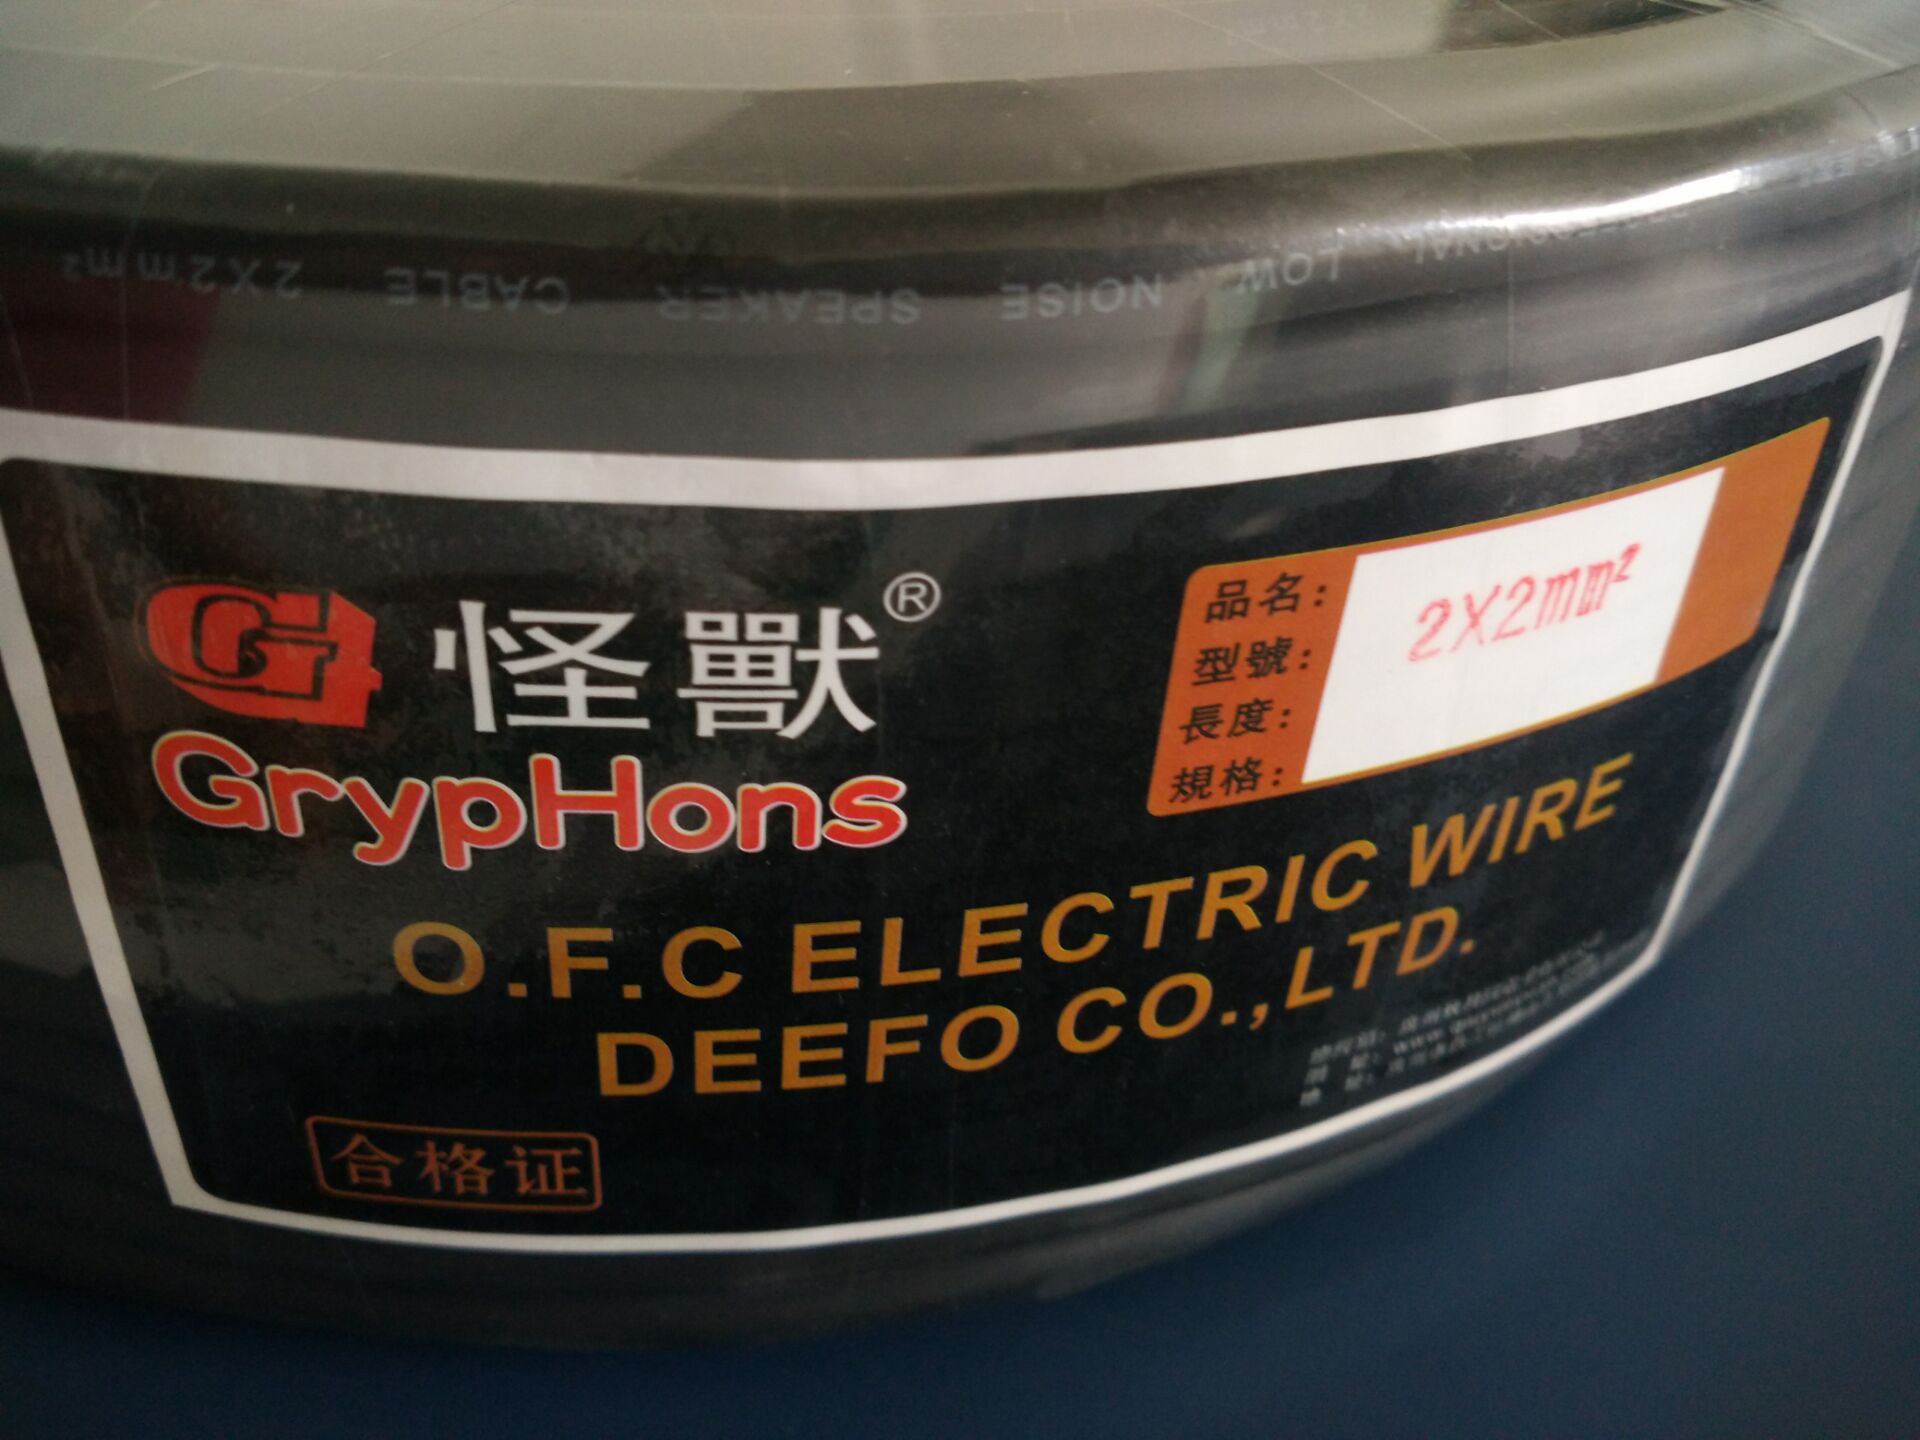 PROFESSIONAL LOW NOISE SPEAKER CABLE 2X2mm²
G 怪獸®
GrypHons
品名:
型號:
長度:
規格:
2X2mm²
O.F.C ELECTRIC WIRE
DEEFO CO.,LTD.
合格证